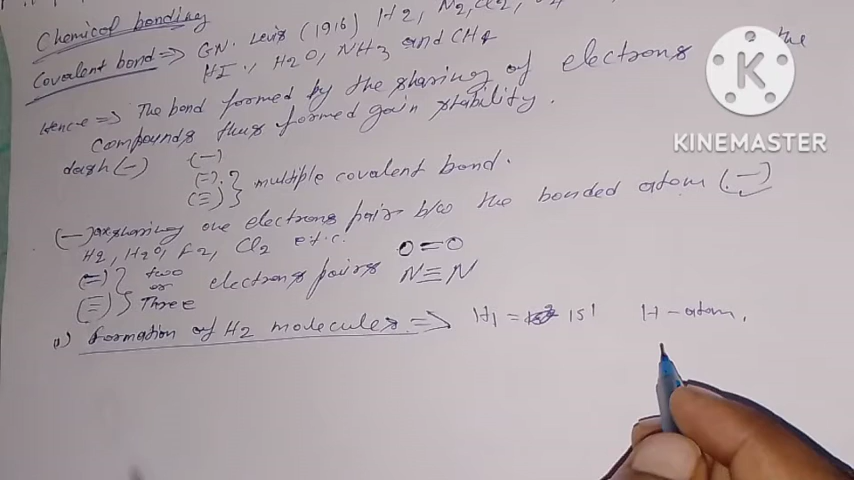 Chemical bonding
Covalent bond => GN. Lewis (1916) H2, N2, Cl2,
HI., H2O, NH3 and CH4
Hence => The bond formed by the sharing of electrons the
compounds thus formed gain stability.
dash (-) (-)
(=) } multiple covalent bond.
(≡)
(-) sharing one electrons pair b/w the bonded atom (-)
H2, H2O, F2, Cl2 etc. O=O
(=) } two or electrons pairs N≡N
(≡) } Three
1) formation of H2 molecules. => H1 = 1s1 H-atom.
K
KINEMASTER